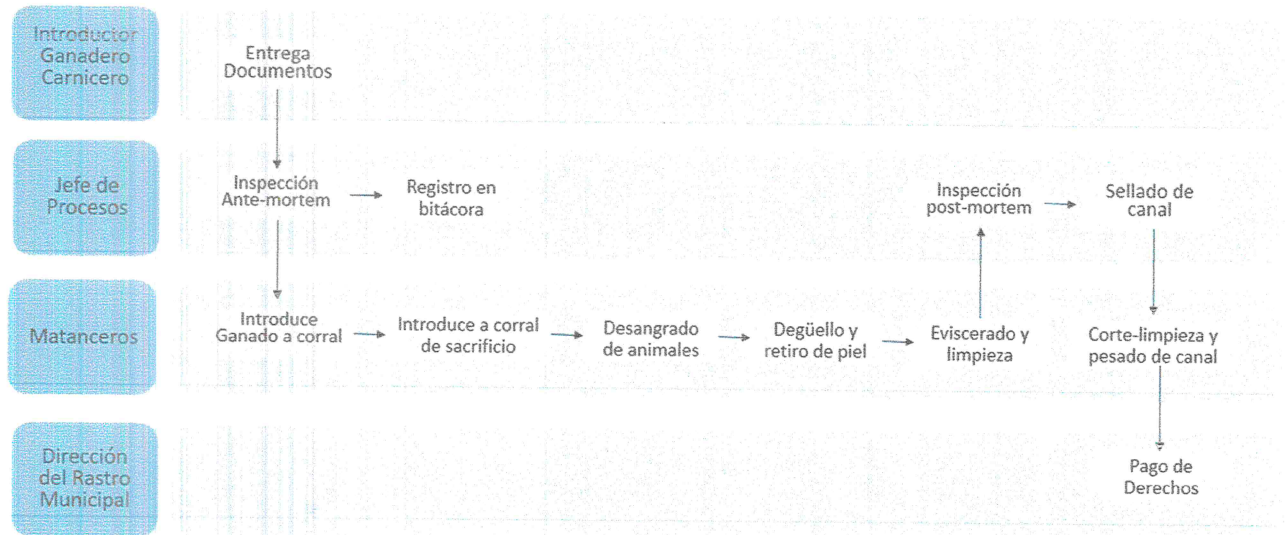 Introductor
Ganadero
Carnicero
Entrega
Documentos
Jefe de
Procesos
Inspección
Ante-mortem
Registro en
bitácora
Inspección
post-mortem
Sellado de
canal
Matanceros
Introduce
Ganado a corral
Introduce a corral
de sacrificio
Desangrado
de animales
Degüello y
retiro de piel
Eviscerado y
limpieza
Corte-limpieza y
pesado de canal
Dirección
del Rastro
Municipal
Pago de
Derechos